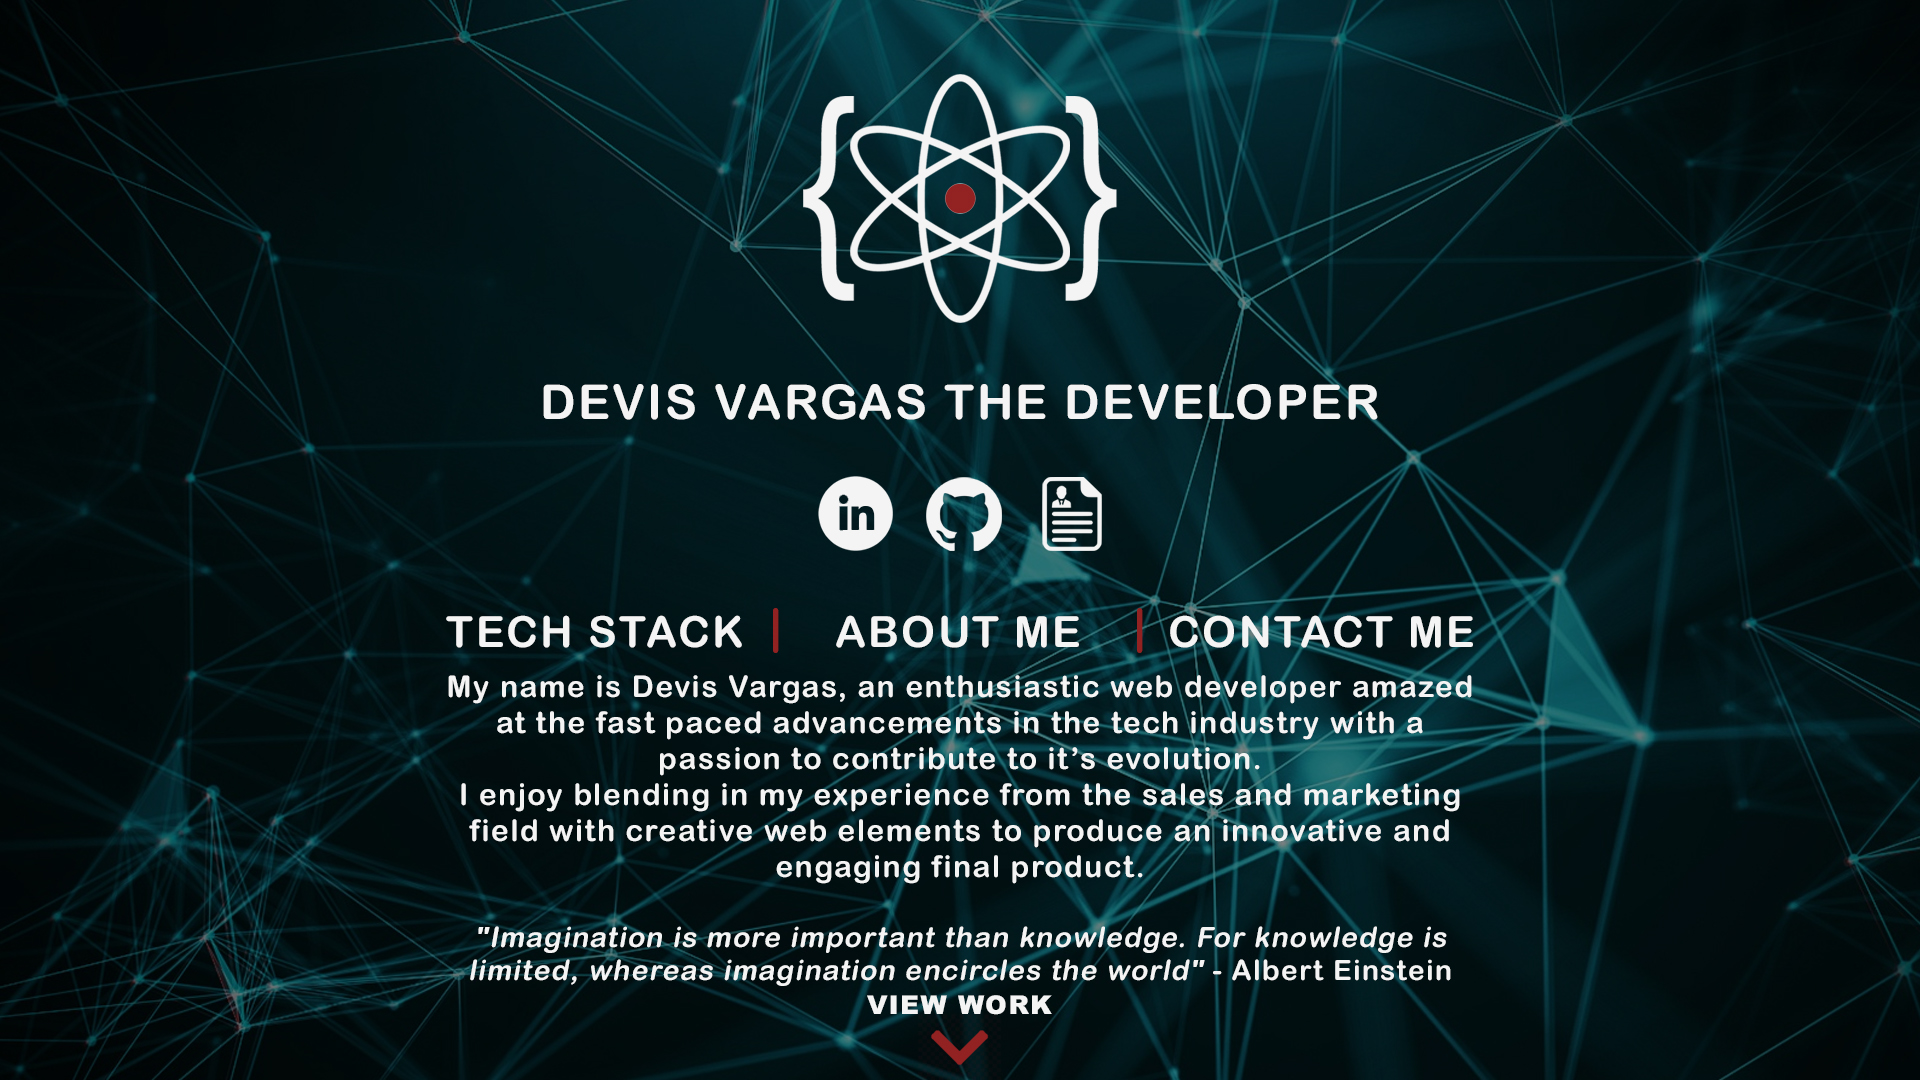 { }
DEVIS VARGAS THE DEVELOPER
in
TECH STACK | ABOUT ME | CONTACT ME
My name is Devis Vargas, an enthusiastic web developer amazed
at the fast paced advancements in the tech industry with a
passion to contribute to it’s evolution.
I enjoy blending in my experience from the sales and marketing
field with creative web elements to produce an innovative and
engaging final product.
"Imagination is more important than knowledge. For knowledge is
limited, whereas imagination encircles the world" - Albert Einstein
VIEW WORK